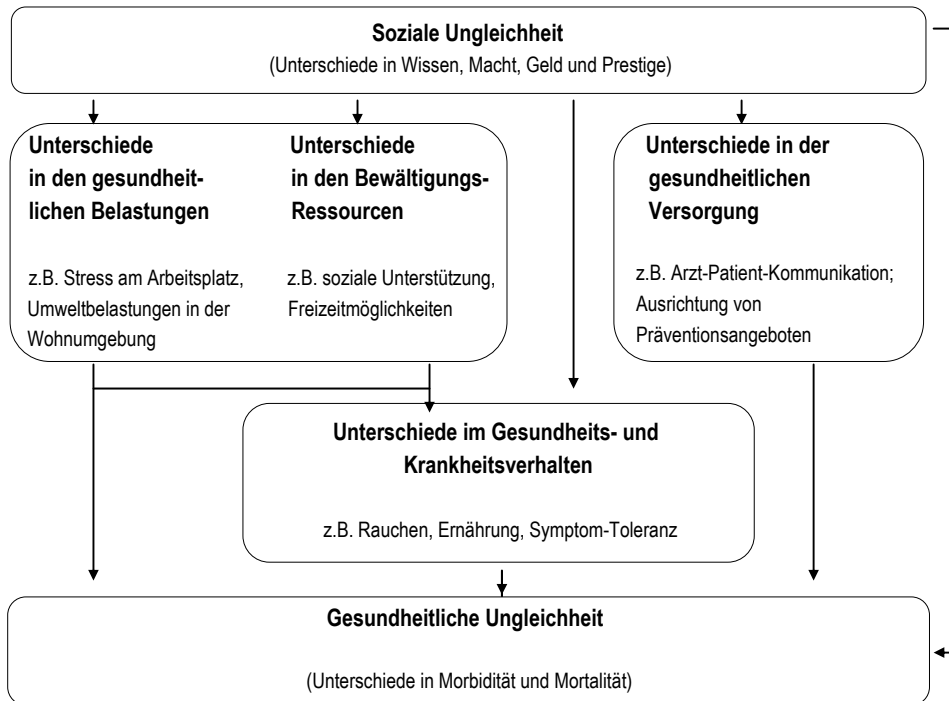 Soziale Ungleichheit
(Unterschiede in Wissen, Macht, Geld und Prestige)
Unterschiede
in den gesundheit-
lichen Belastungen
z.B. Stress am Arbeitsplatz,
Umweltbelastungen in der
Wohnumgebung
Unterschiede
in den Bewältigungs-
Ressourcen
z.B. soziale Unterstützung,
Freizeitmöglichkeiten
Unterschiede in der
gesundheitlichen
Versorgung
z.B. Arzt-Patient-Kommunikation;
Ausrichtung von
Präventionsangeboten
Unterschiede im Gesundheits- und
Krankheitsverhalten
z.B. Rauchen, Ernährung, Symptom-Toleranz
Gesundheitliche Ungleichheit
(Unterschiede in Morbidität und Mortalität)